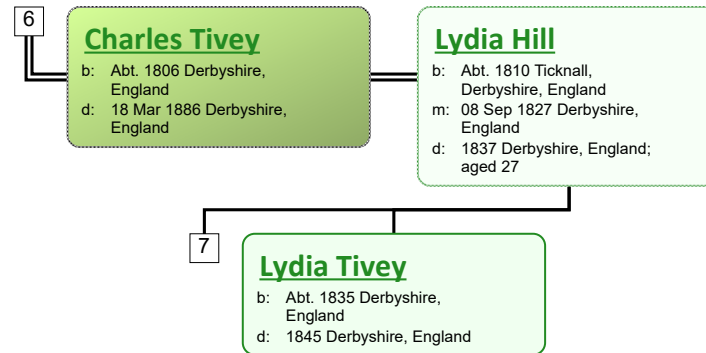 6
Charles Tivey
b: Abt. 1806 Derbyshire,
England
d: 18 Mar 1886 Derbyshire,
England
Lydia Hill
b: Abt. 1810 Ticknall,
Derbyshire, England
m: 08 Sep 1827 Derbyshire,
England
d: 1837 Derbyshire, England;
aged 27
7
Lydia Tivey
b: Abt. 1835 Derbyshire,
England
d: 1845 Derbyshire, England